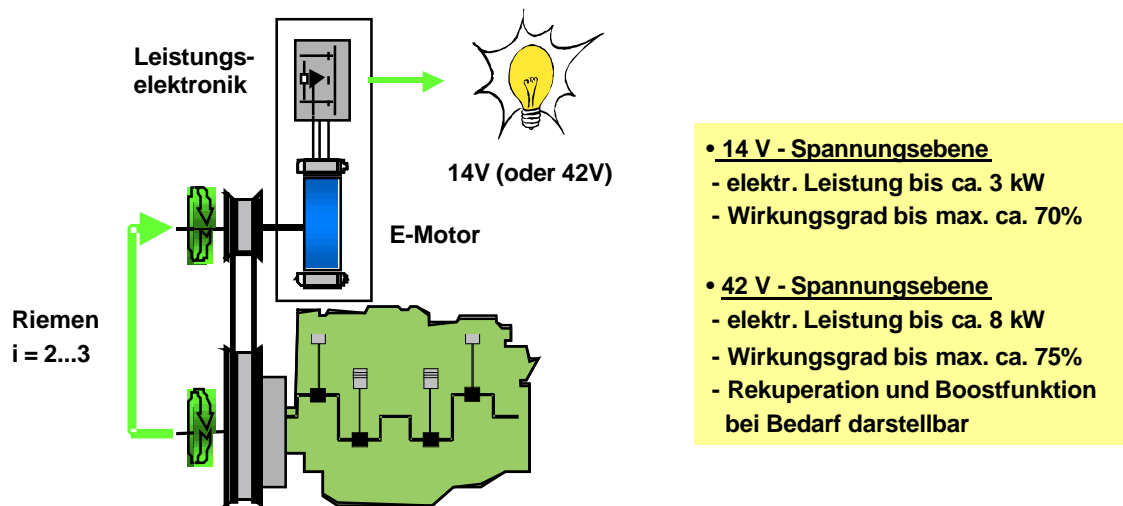 Leistungs-
elektronik
14V (oder 42V)
E-Motor
Riemen
i = 2...3
• 14 V - Spannungsebene
- elektr. Leistung bis ca. 3 kW
- Wirkungsgrad bis max. ca. 70%
• 42 V - Spannungsebene
- elektr. Leistung bis ca. 8 kW
- Wirkungsgrad bis max. ca. 75%
- Rekuperation und Boostfunktion
bei Bedarf darstellbar